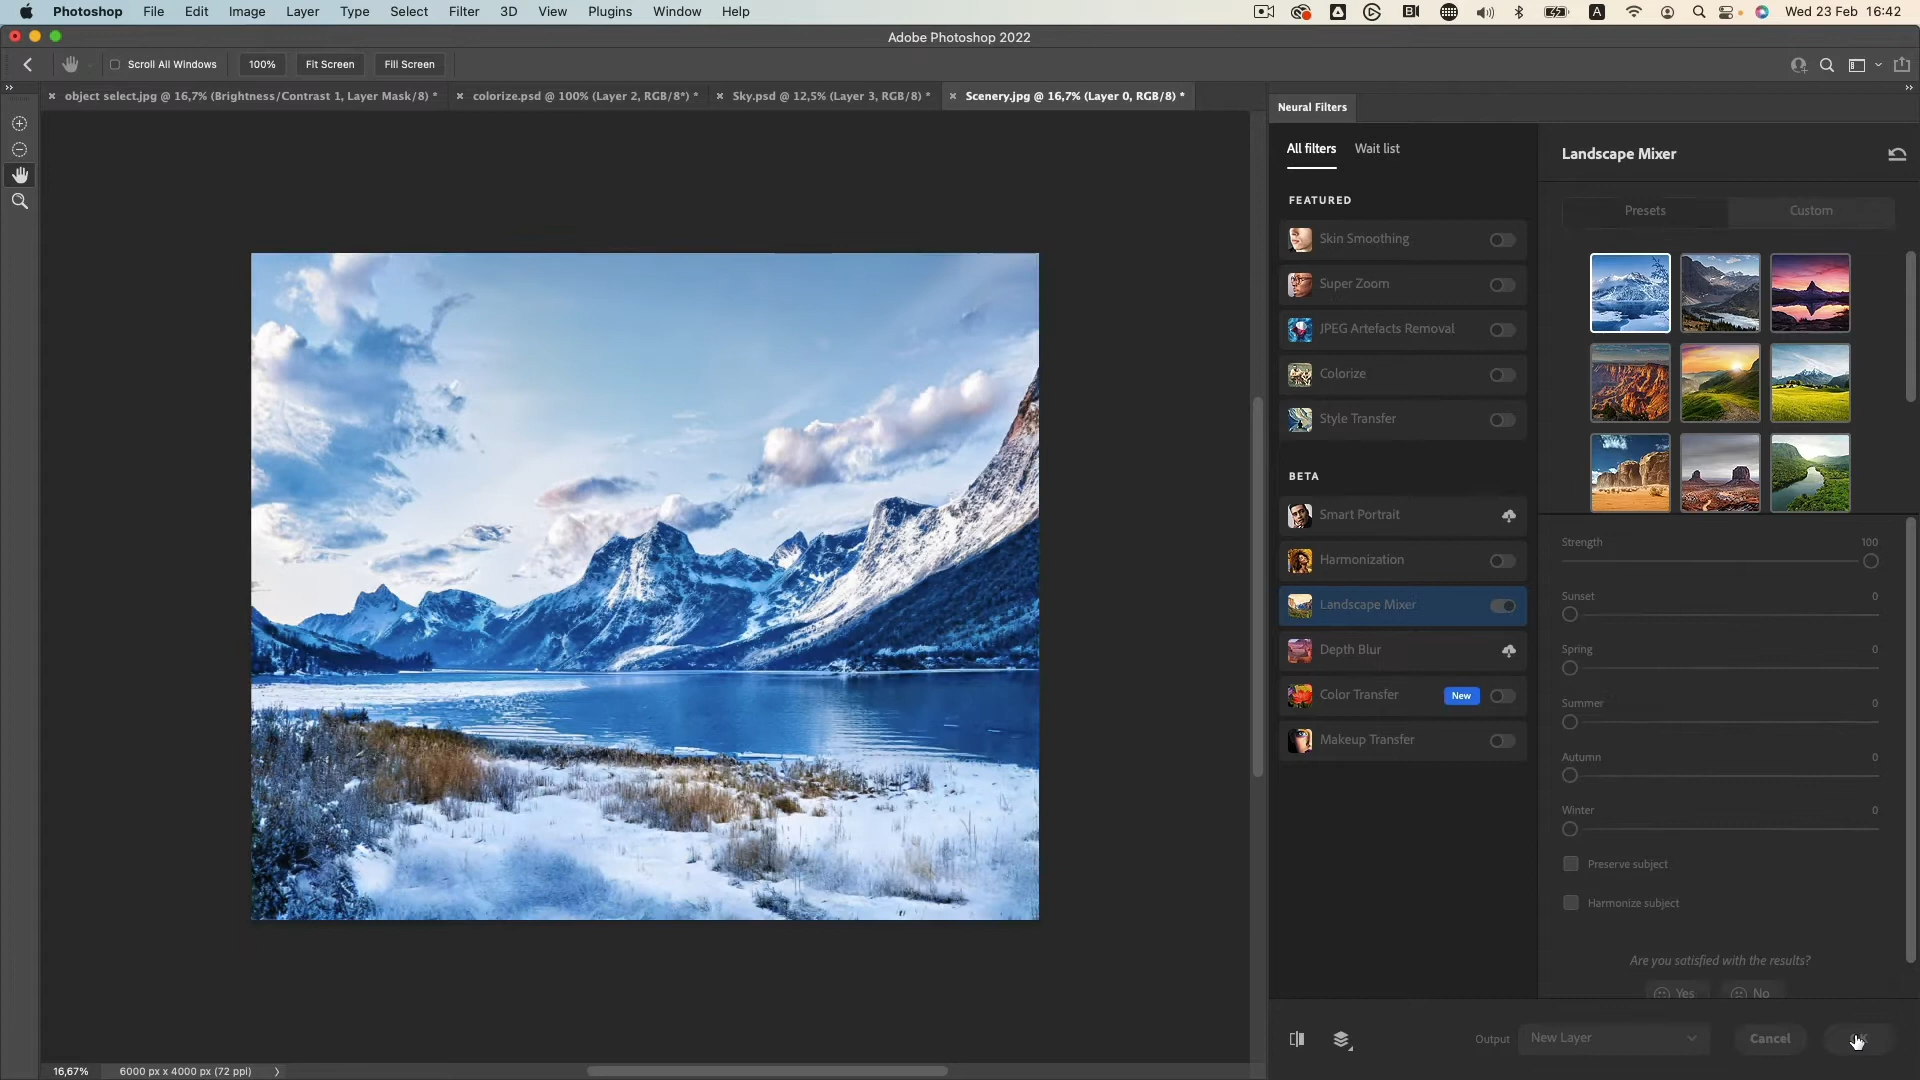 Photoshop File Edit Image Layer Type Select Filter 3D View Plugins Window Help Wed 23 Feb 16:42
Adobe Photoshop 2022
Scroll All Windows 100% Fit Screen Fill Screen
object select.jpg @ 16,7% (Brightness/Contrast 1, Layer Mask/8) * colorize.psd @ 100% (Layer 2, RGB/8*) * Sky.psd @ 12,5% (Layer 3, RGB/8) * Scenery.jpg @ 16,7% (Layer 0, RGB/8) *
Neural Filters
All filters Wait list
Landscape Mixer
FEATURED
Presets Custom
Skin Smoothing
Super Zoom
JPEG Artefacts Removal
Colorize
Style Transfer
BETA
Smart Portrait
Harmonization
Landscape Mixer
Depth Blur
Color Transfer New
Makeup Transfer
Strength 100
Sunset 0
Spring 0
Summer 0
Autumn 0
Winter 0
Preserve subject
Harmonize subject
Are you satisfied with the results?
Yes No
Output New Layer Cancel
16,67% 6000 px x 4000 px (72 ppi)